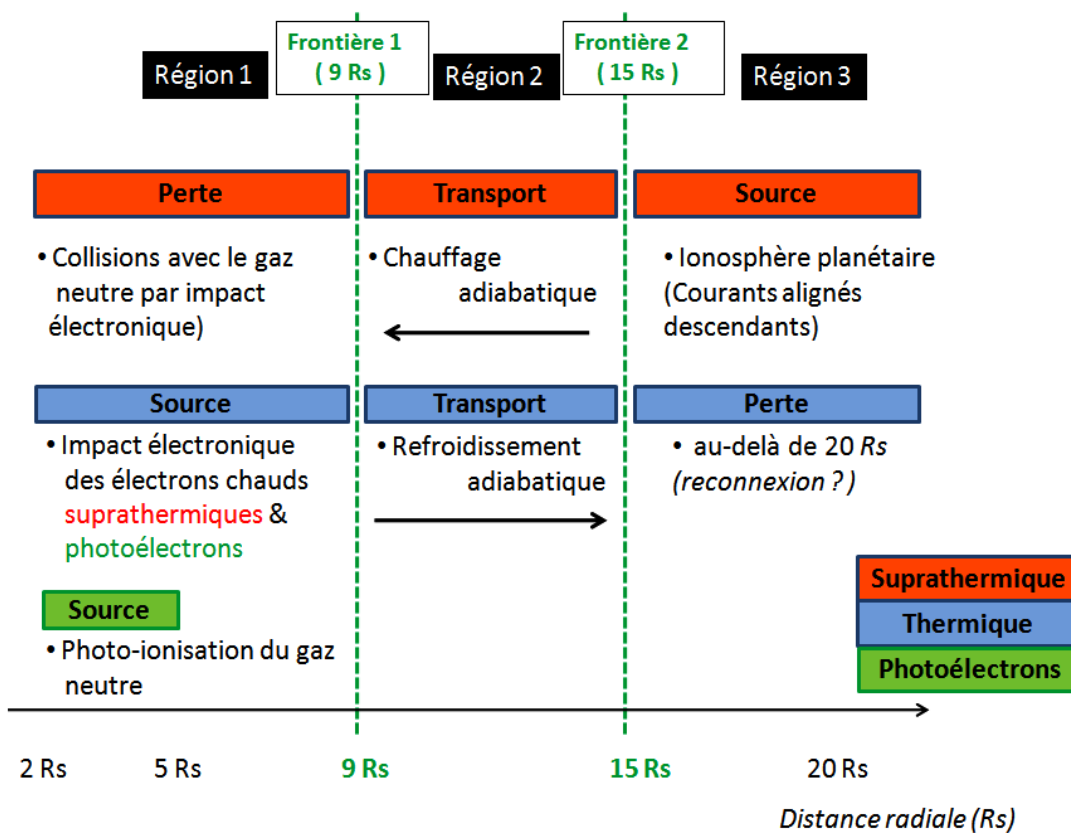 Frontière 1
( 9 Rs )
Frontière 2
( 15 Rs )
Région 1
Région 2
Région 3
Perte
Transport
Source
• Collisions avec le gaz
neutre par impact
électronique)
• Chauffage
adiabatique
• Ionosphère planétaire
(Courants alignés
descendants)
Source
Transport
Perte
• Impact électronique
des électrons chauds
suprathermiques &
photoélectrons
• Refroidissement
adiabatique
• au-delà de 20 Rs
(reconnexion ?)
Source
• Photo-ionisation du gaz
neutre
Suprathermique
Thermique
Photoélectrons
2 Rs
5 Rs
9 Rs
15 Rs
20 Rs
Distance radiale (Rs)